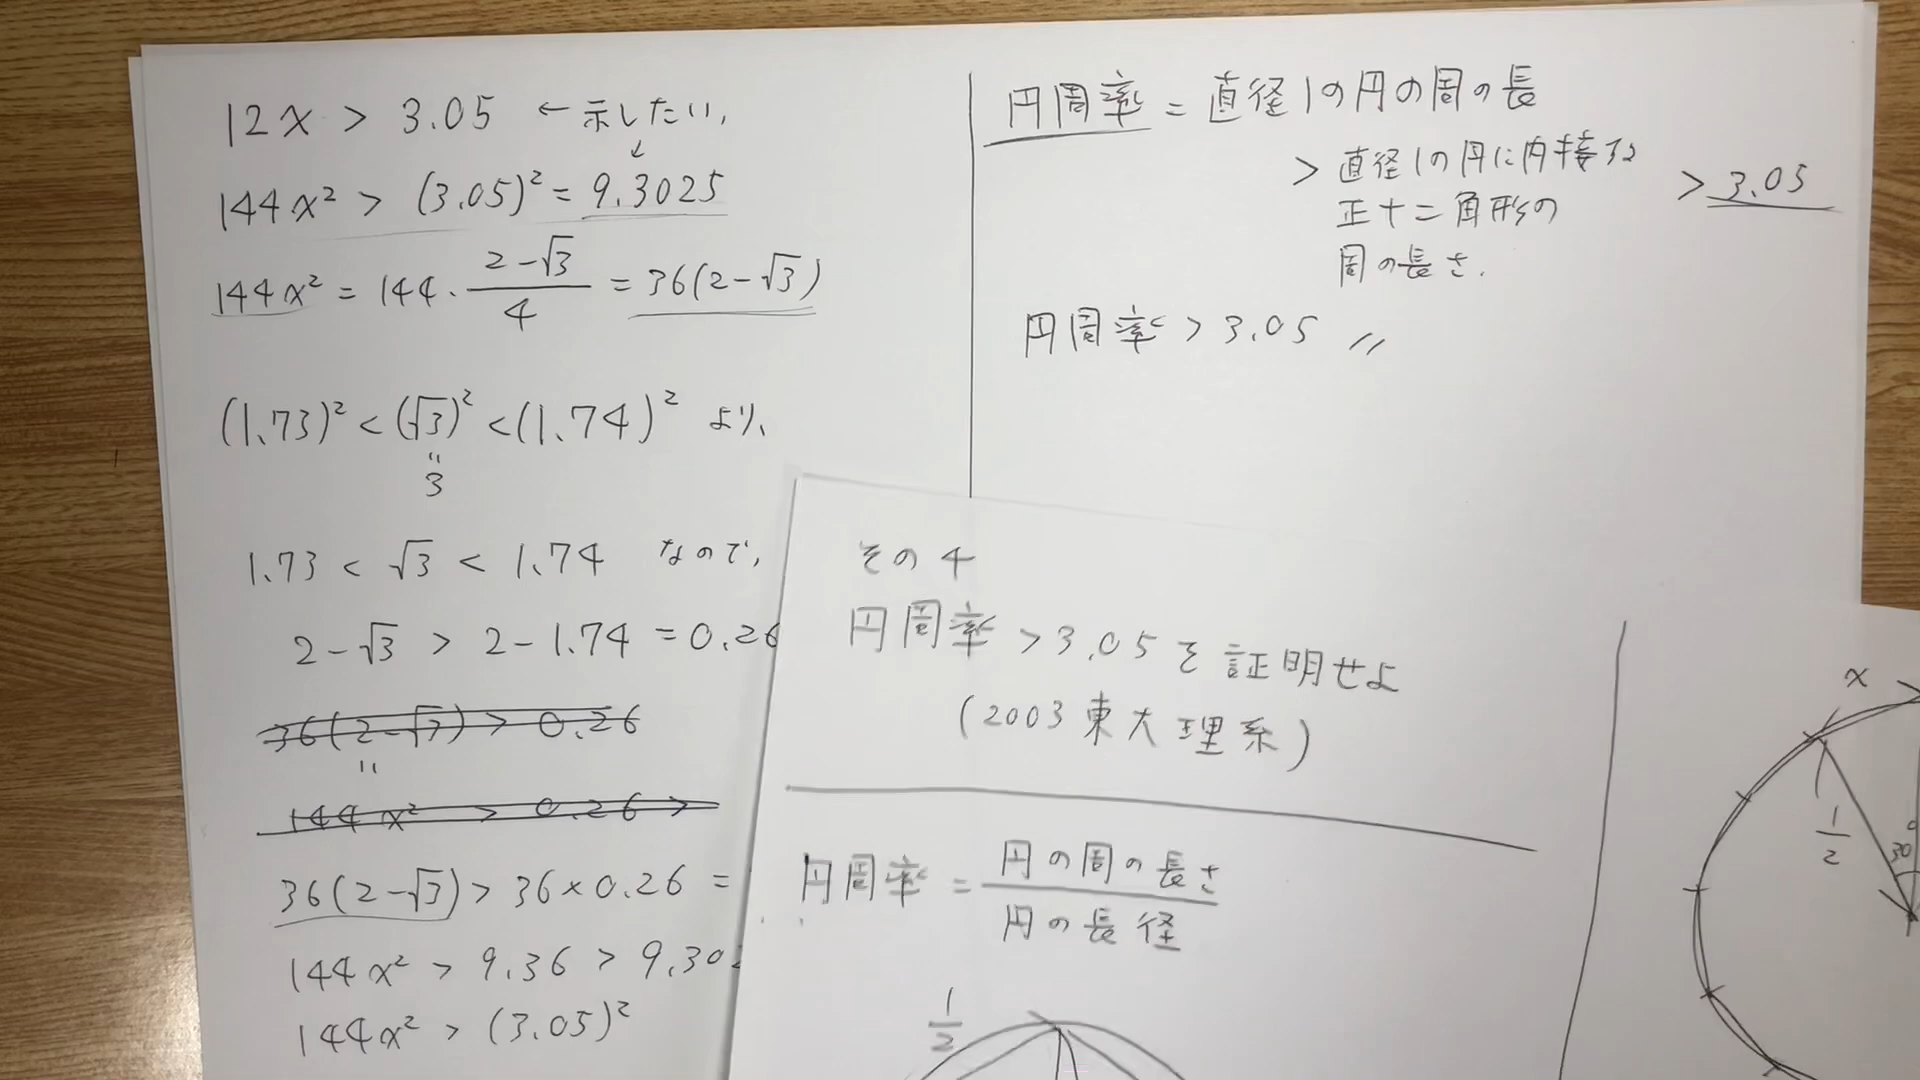 12x > 3.05 ← 示したい,
↓
144x² > (3.05)² = 9.3025
144x² = 144・(2-√3)/4 = 36(2-√3)
(1.73)² < (√3)² < (1.74)² より、
〃
3
1.73 < √3 < 1.74 なので,
2-√3 > 2-1.74 = 0.26
36(2-√3) > 0.26
〃
144x² > 0.26 >
36(2-√3) > 36×0.26 =
144x² > 9.36 > 9.302
144x² > (3.05)²
円周率 = 直径1の円の周の長
> 直径1の円に内接する
正十二角形の
周の長さ.
> 3.05
円周率 > 3.05 〃
その4
円周率 > 3.05を証明せよ
(2003 東大理系)
円周率 = 円の周の長さ/円の長径
1/2
x
1/2
30